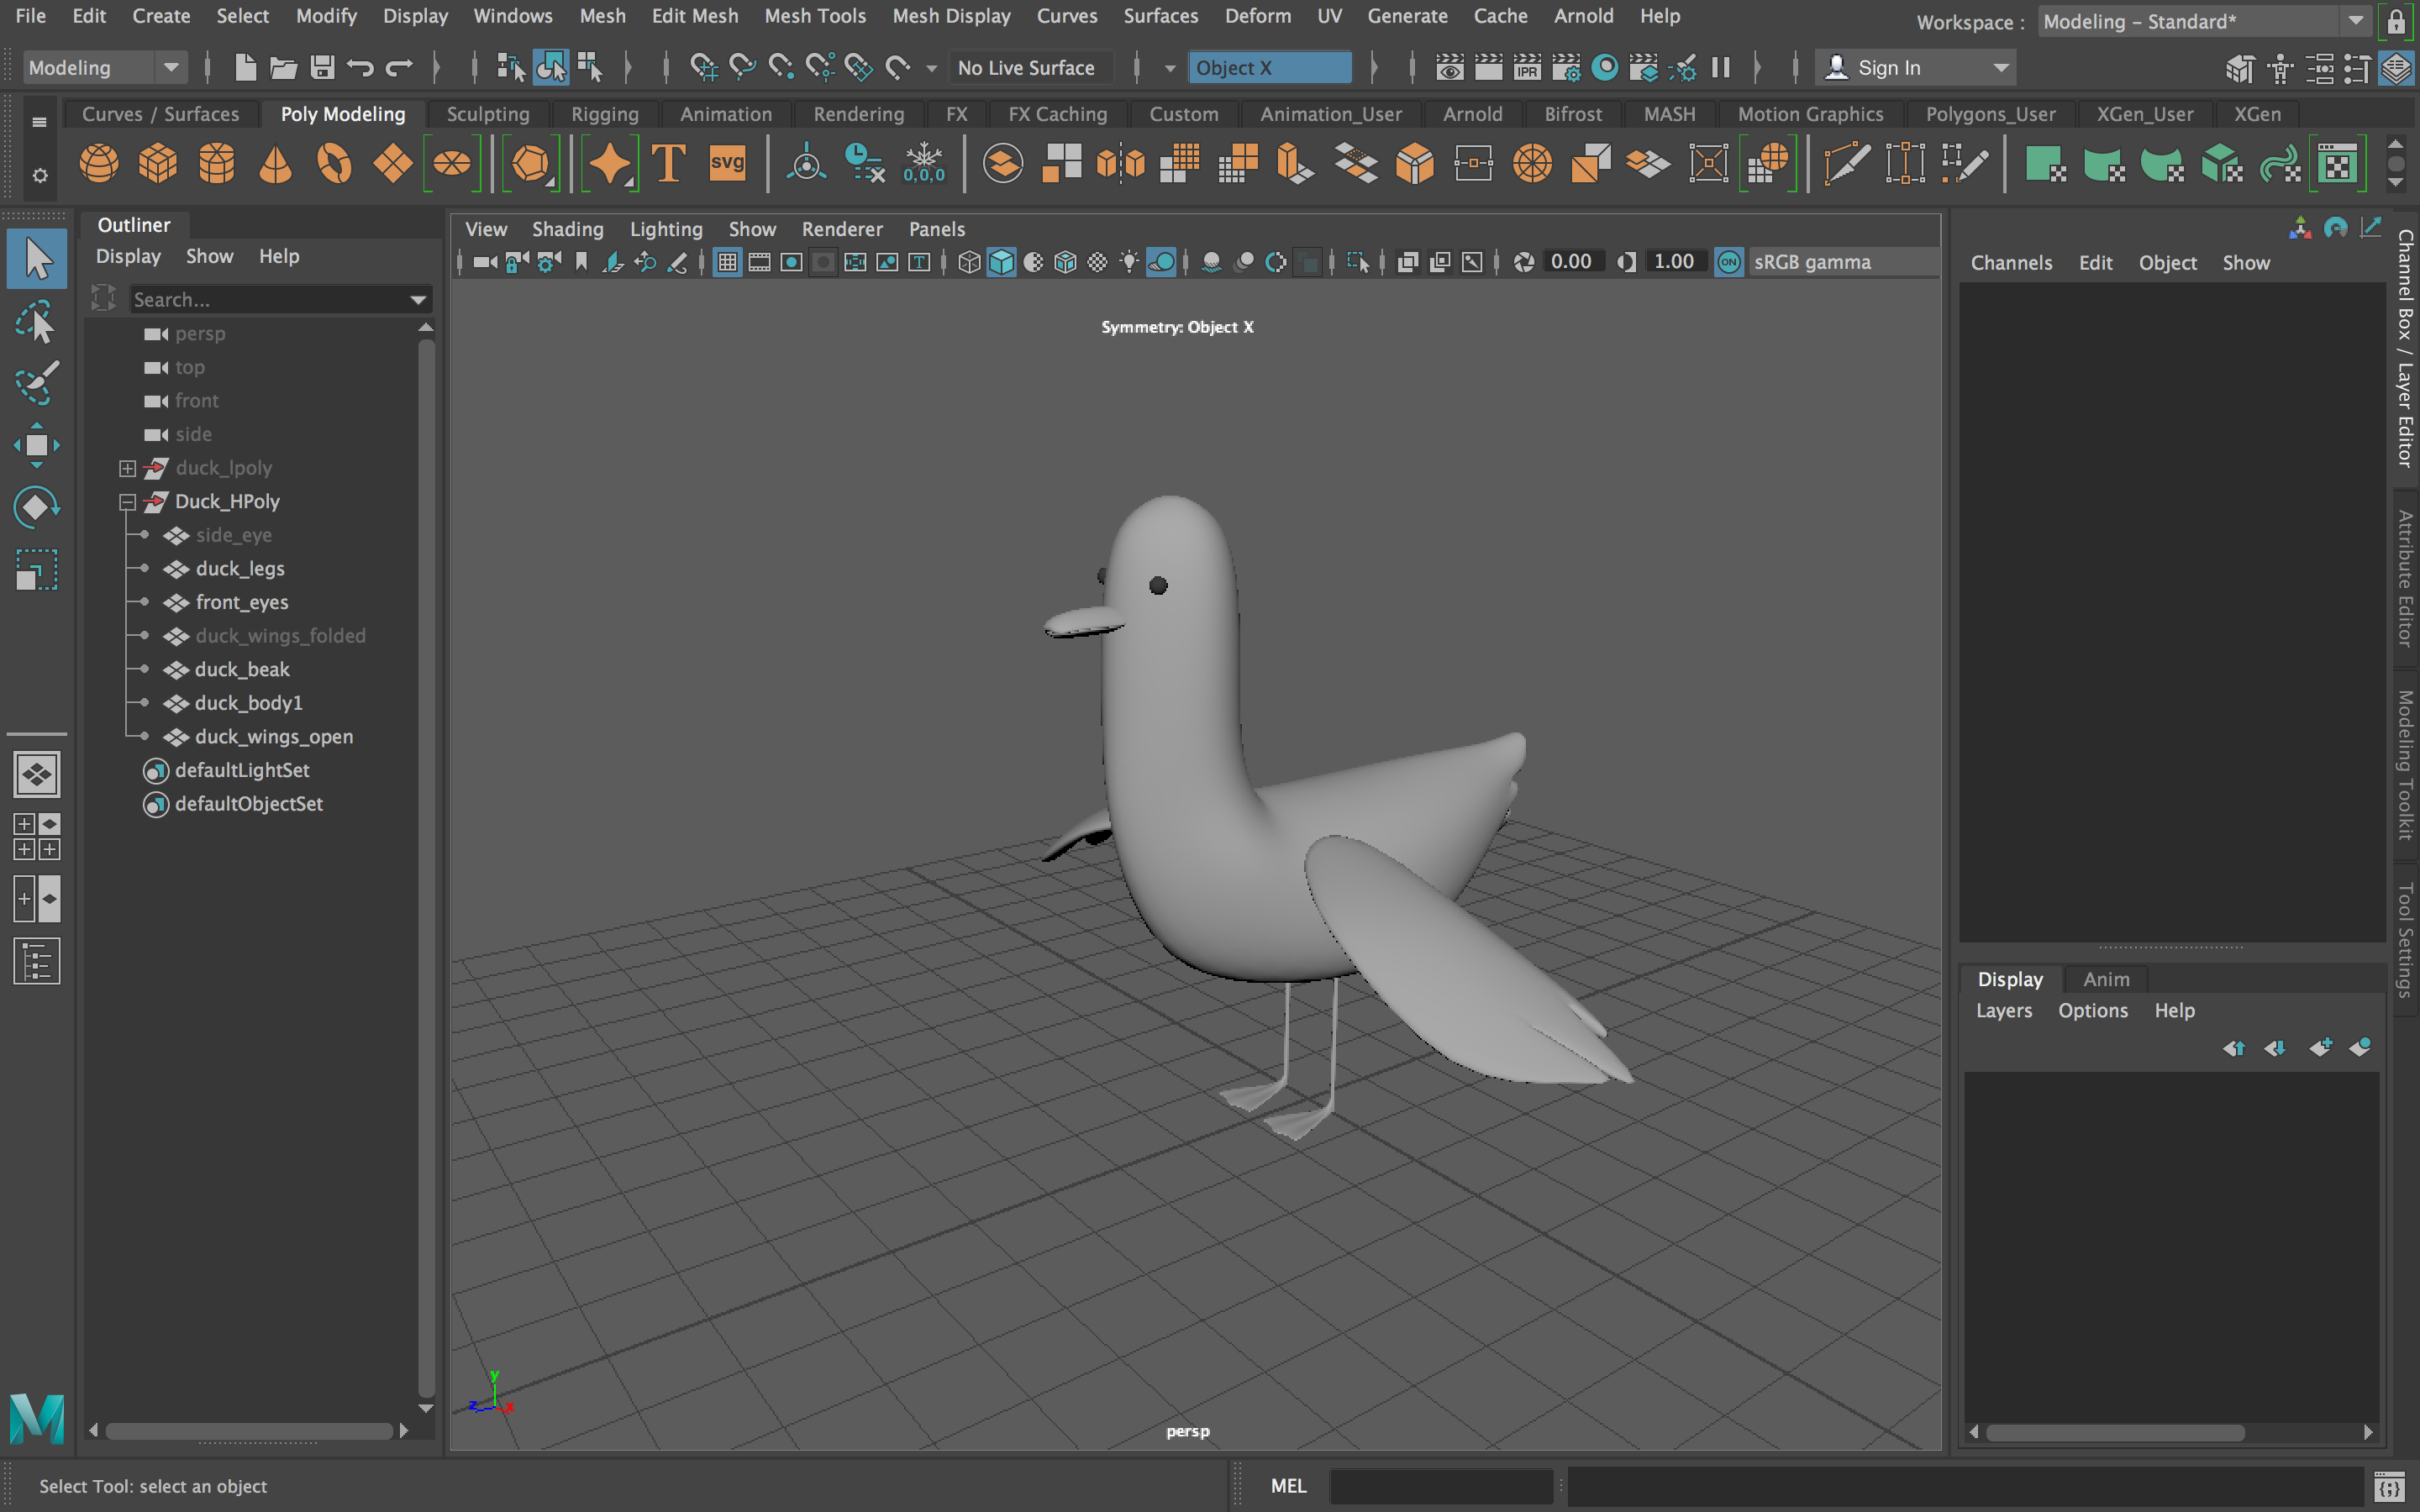 File Edit Create Select Modify Display Windows Mesh Edit Mesh Mesh Tools Mesh Display Curves Surfaces Deform UV Generate Cache Arnold Help Workspace : Modeling - Standard*
Modeling No Live Surface Object X IPR Sign In
Curves / Surfaces Poly Modeling Sculpting Rigging Animation Rendering FX FX Caching Custom Animation_User Arnold Bifrost MASH Motion Graphics Polygons_User XGen_User XGen
T svg 0,0,0
Outliner
Display Show Help
Search...
persp
top
front
side
duck_lpoly
Duck_HPoly
side_eye
duck_legs
front_eyes
duck_wings_folded
duck_beak
duck_body1
duck_wings_open
defaultLightSet
defaultObjectSet
View Shading Lighting Show Renderer Panels
0.00 1.00 ON sRGB gamma
Symmetry: Object X
y
z x
persp
Channels Edit Object Show
Channel Box / Layer Editor
Attribute Editor
Modeling Toolkit
Tool Settings
Display Anim
Layers Options Help
M
Select Tool: select an object
MEL